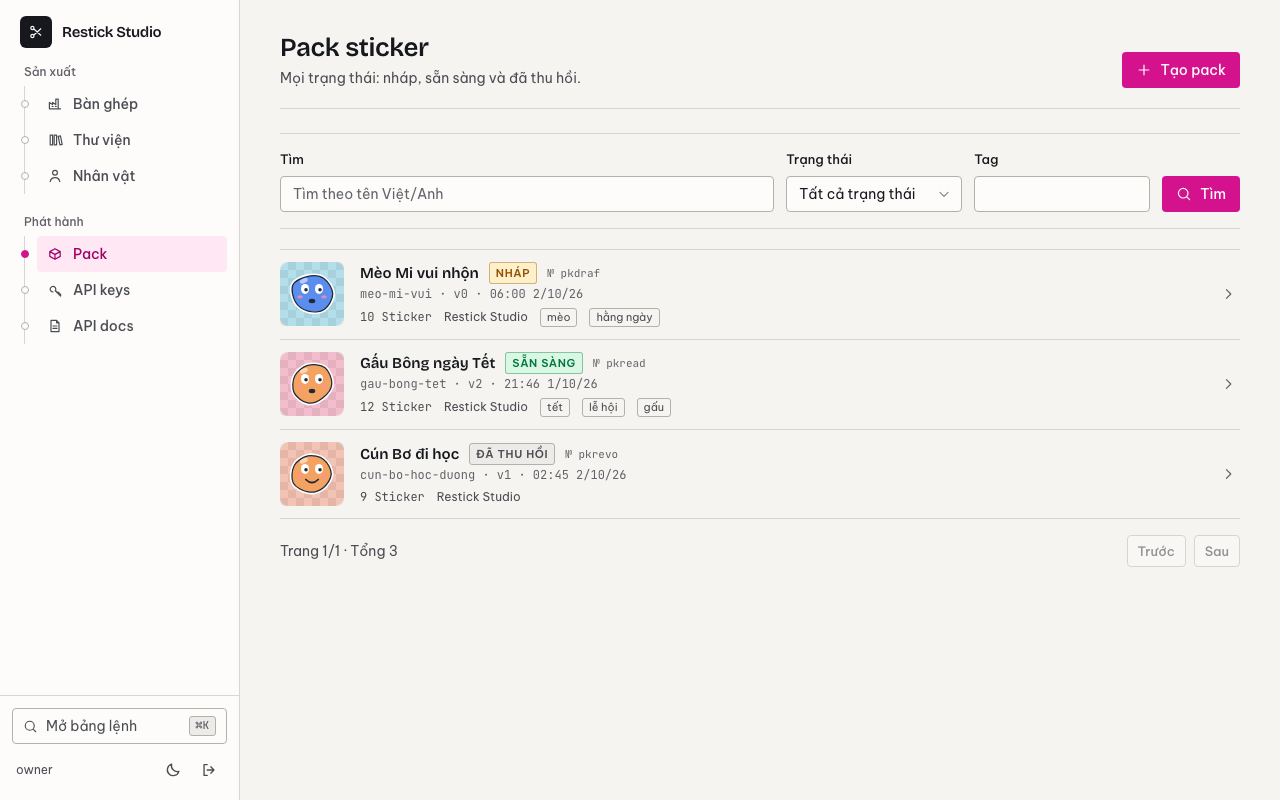 Restick Studio
Sản xuất
Bàn ghép
Thư viện
Nhân vật
Phát hành
Pack
API keys
API docs
Mở bảng lệnh
⌘K
owner
Pack sticker
Mọi trạng thái: nháp, sẵn sàng và đã thu hồi.
Tạo pack
Tìm
Trạng thái
Tag
Tìm theo tên Việt/Anh
Tất cả trạng thái
Tìm
Mèo Mi vui nhộn NHÁP № pkdraf
meo-mi-vui · v0 · 06:00 2/10/26
10 Sticker Restick Studio mèo hằng ngày
Gấu Bông ngày Tết SẴN SÀNG № pkread
gau-bong-tet · v2 · 21:46 1/10/26
12 Sticker Restick Studio tết lễ hội gấu
Cún Bơ đi học ĐÃ THU HỒI № pkrevo
cun-bo-hoc-duong · v1 · 02:45 2/10/26
9 Sticker Restick Studio
Trang 1/1 · Tổng 3
Trước
Sau